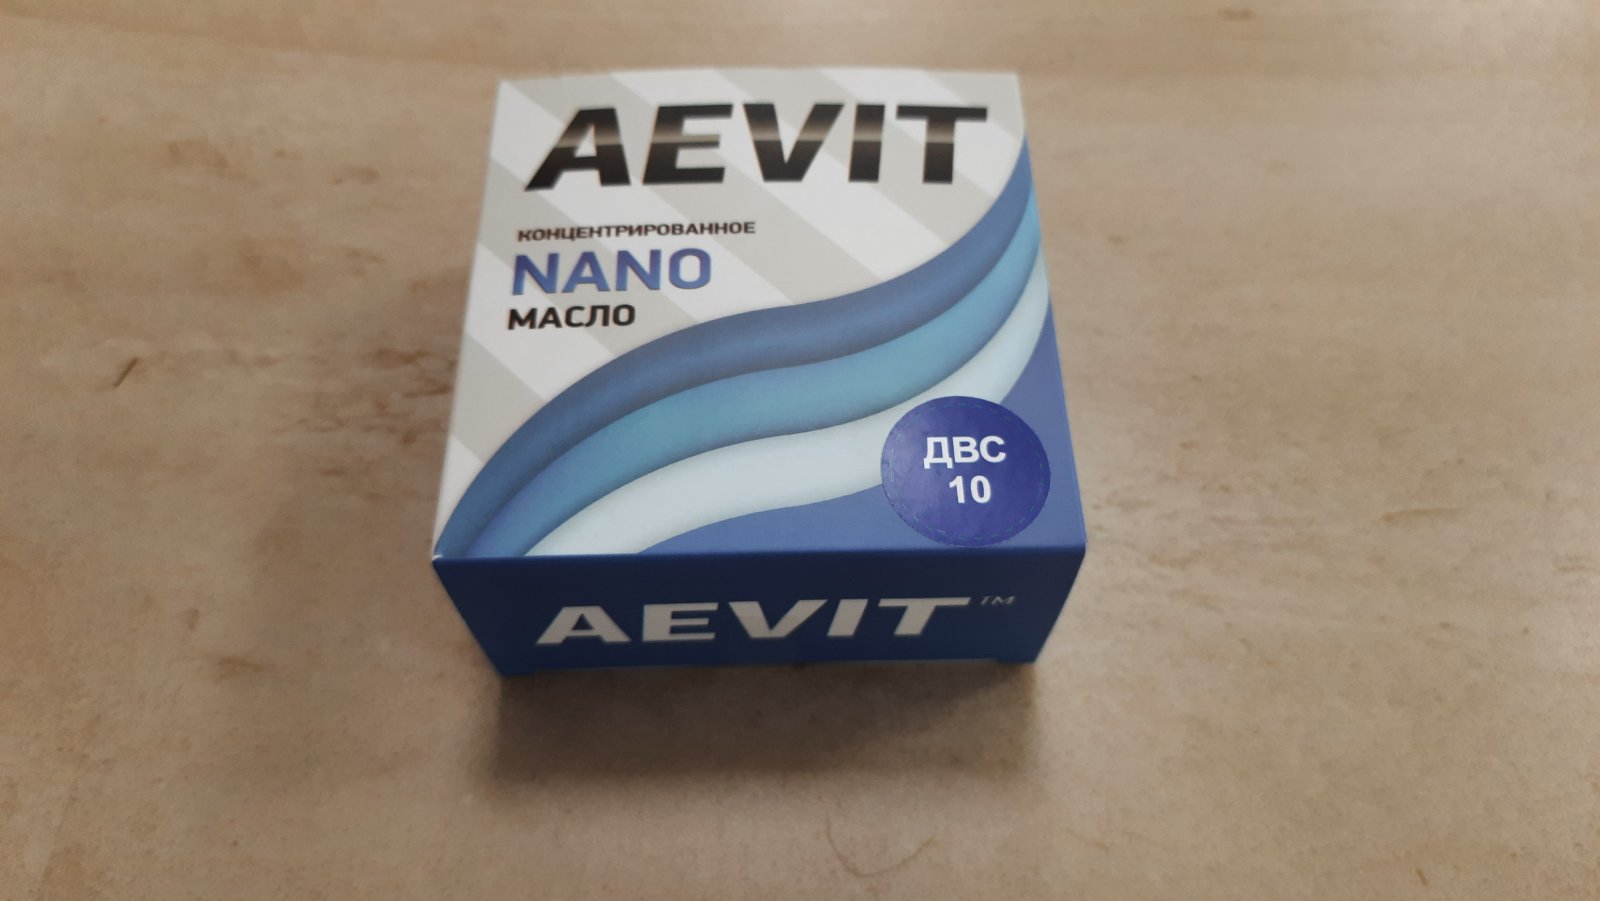 AEVIT
КОНЦЕНТРИРОВАННОЕ
NANO
МАСЛО
ДВС
10
AEVIT™